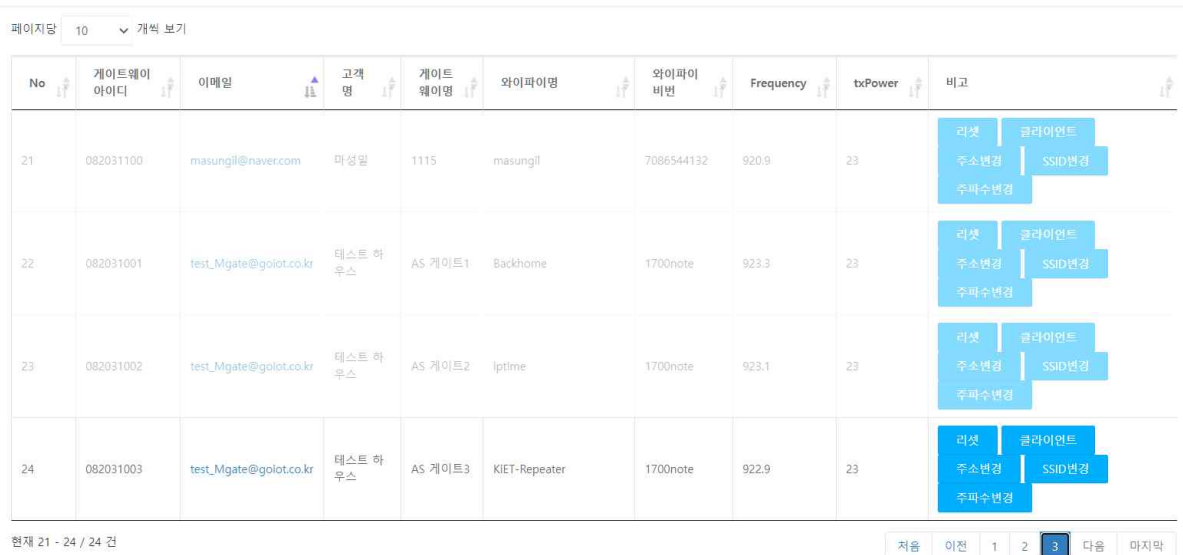 페이지당 10 개씩 보기
No 게이트웨이 아이디 이메일 고객명 게이트웨이명 와이파이명 와이파이 비번 Frequency txPower 비고
21 082031100 masungil@naver.com 마성일 1115 masungil 7086544132 920.9 23
리셋 클라이언트
주소변경 SSID변경
주파수변경
22 082031001 test_Mgate@goiot.co.kr 테스트 하우스 AS 게이트1 Backhome 1700note 923.3 23
리셋 클라이언트
주소변경 SSID변경
주파수변경
23 082031002 test_Mgate@goiot.co.kr 테스트 하우스 AS 게이트2 iptime 1700note 923.1 23
리셋 클라이언트
주소변경 SSID변경
주파수변경
24 082031003 test_Mgate@goiot.co.kr 테스트 하우스 AS 게이트3 KIET-Repeater 1700note 922.9 23
리셋 클라이언트
주소변경 SSID변경
주파수변경
현재 21 - 24 / 24 건
처음 이전 1 2 3 다음 마지막